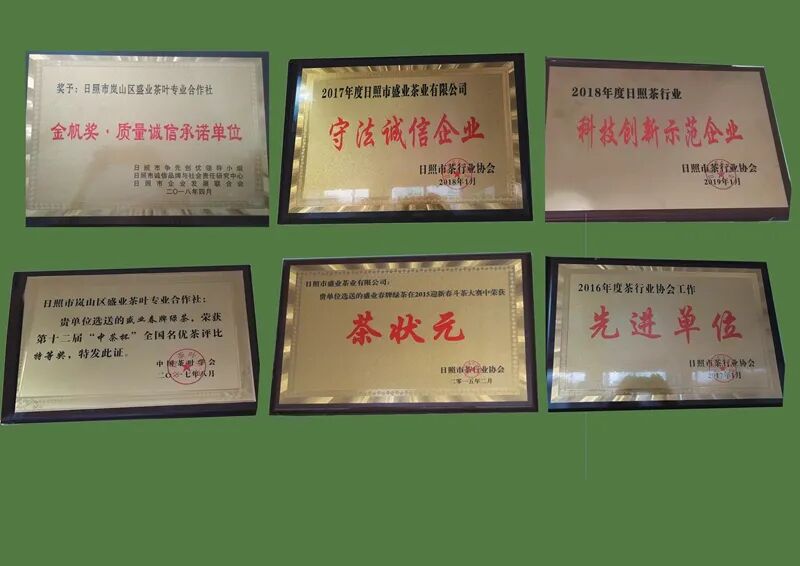 奖予：日照市岚山区盛业茶叶专业合作社
金帆奖·质量诚信承诺单位
日照市争先创优领导小组
日照市诚信品牌与社会责任研究中心
日照市企业发展联合会
二〇一八年四月
2017年度日照市盛业茶业有限公司
守法诚信企业
日照市茶行业协会
2018年1月
2018年度日照茶行业
科技创新示范企业
日照市茶行业协会
2019年1月
日照市岚山区盛业茶叶专业合作社：
贵单位选送的盛业春牌绿茶，荣获
第十二届“中茶杯”全国名优茶评比
特等奖，特发此证。
中国茶叶学会
二〇一七年八月
日照市盛业茶业有限公司：
贵单位选送的盛业春牌绿茶在2015迎新春斗茶大赛中荣获
茶状元
日照市茶行业协会
二零一五年二月
2016年度茶行业协会工作
先进单位
日照市茶行业协会
2017年1月